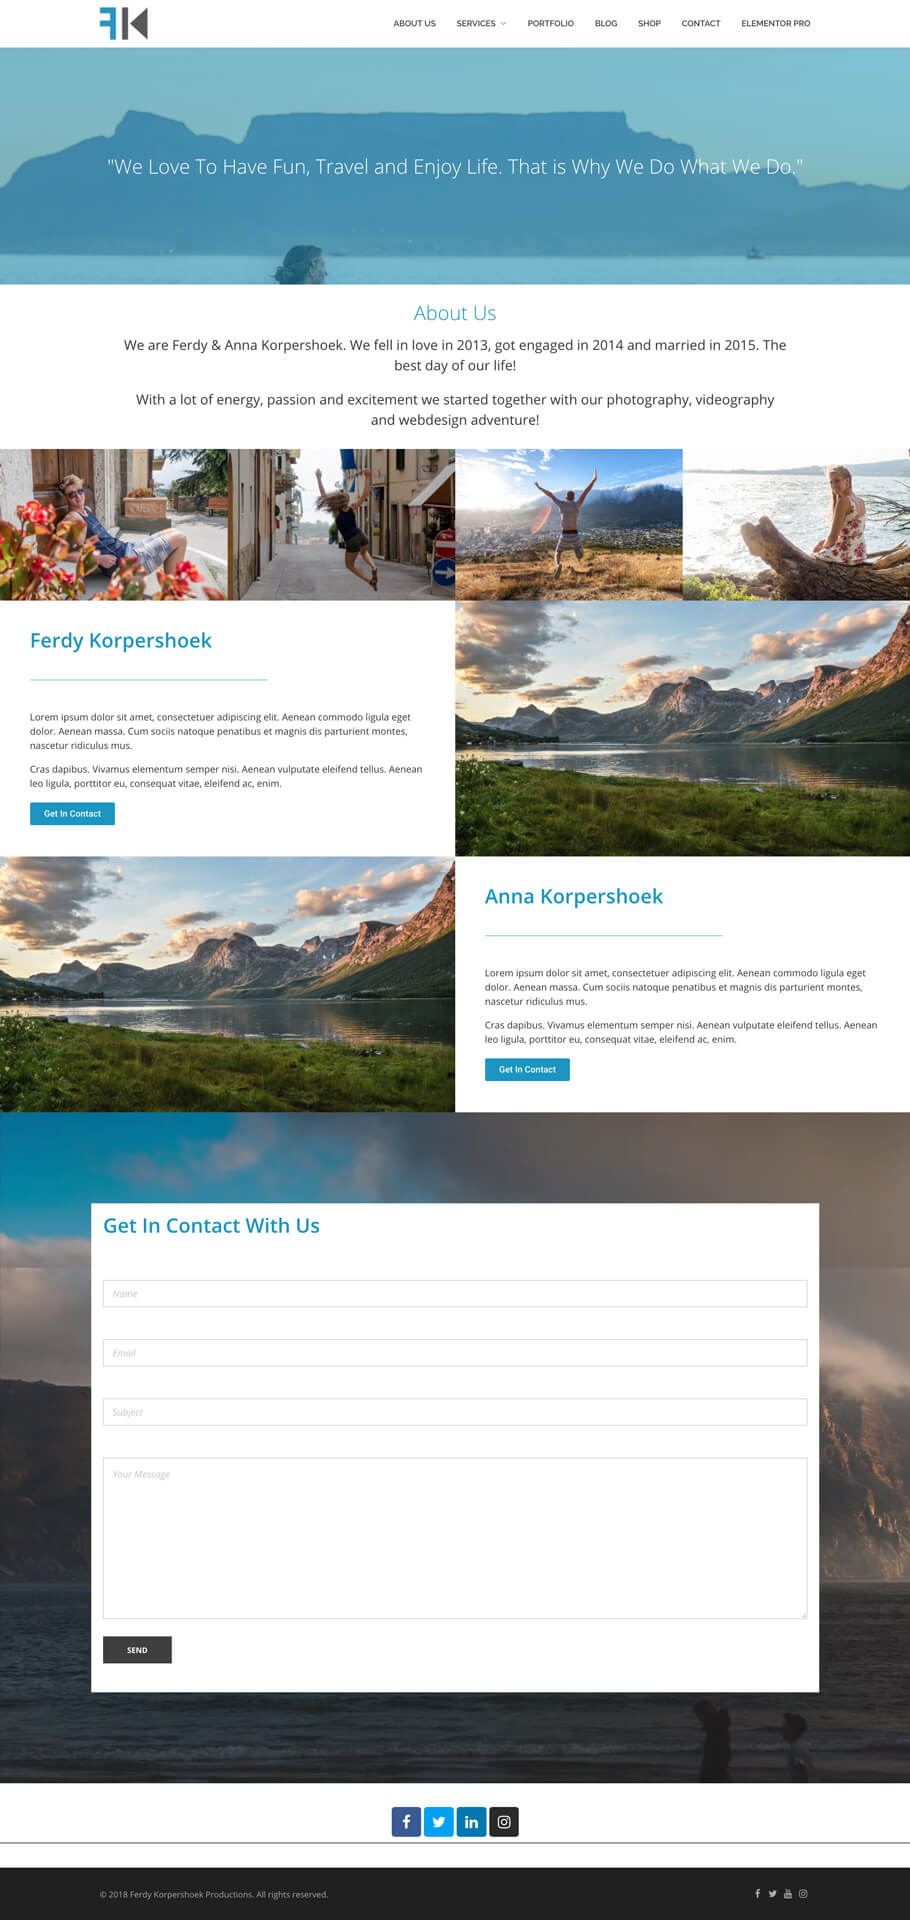 FK
ABOUT US SERVICES PORTFOLIO BLOG SHOP CONTACT ELEMENTOR PRO
"We Love To Have Fun, Travel and Enjoy Life. That is Why We Do What We Do."
About Us
We are Ferdy & Anna Korpershoek. We fell in love in 2013, got engaged in 2014 and married in 2015. The
best day of our life!
With a lot of energy, passion and excitement we started together with our photography, videography
and webdesign adventure!
Ferdy Korpershoek
Lorem ipsum dolor sit amet, consectetuer adipiscing elit. Aenean commodo ligula eget
dolor. Aenean massa. Cum sociis natoque penatibus et magnis dis parturient montes,
nascetur ridiculus mus.
Cras dapibus. Vivamus elementum semper nisi. Aenean vulputate eleifend tellus. Aenean
leo ligula, porttitor eu, consequat vitae, eleifend ac, enim.
Get In Contact
Anna Korpershoek
Lorem ipsum dolor sit amet, consectetuer adipiscing elit. Aenean commodo ligula eget
dolor. Aenean massa. Cum sociis natoque penatibus et magnis dis parturient montes,
nascetur ridiculus mus.
Cras dapibus. Vivamus elementum semper nisi. Aenean vulputate eleifend tellus. Aenean
leo ligula, porttitor eu, consequat vitae, eleifend ac, enim.
Get In Contact
Get In Contact With Us
Name
Email
Subject
Your Message
SEND
© 2018 Ferdy Korpershoek Productions. All rights reserved.